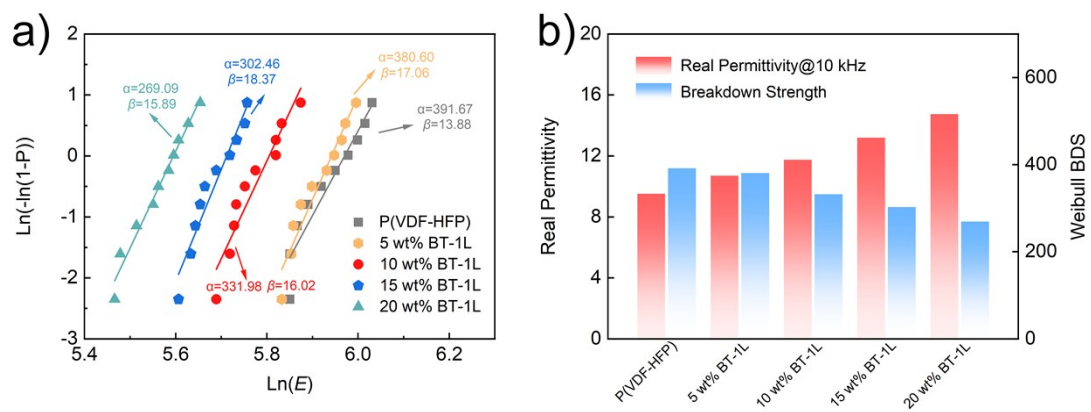 a)
Ln(-ln(1-P))
2
1
0
-1
-2
-3
5.4
5.6
5.8
6.0
6.2
Ln(E)
α=269.09
β=15.89
α=302.46
β=18.37
α=380.60
β=17.06
α=391.67
β=13.88
α=331.98 β=16.02
P(VDF-HFP)
5 wt% BT-1L
10 wt% BT-1L
15 wt% BT-1L
20 wt% BT-1L
b)
Real Permittivity
20
16
12
8
4
0
Real Permittivity@10 kHz
Breakdown Strength
600
400
200
0
Weibull BDS
P(VDF-HFP)
5 wt% BT-1L
10 wt% BT-1L
15 wt% BT-1L
20 wt% BT-1L